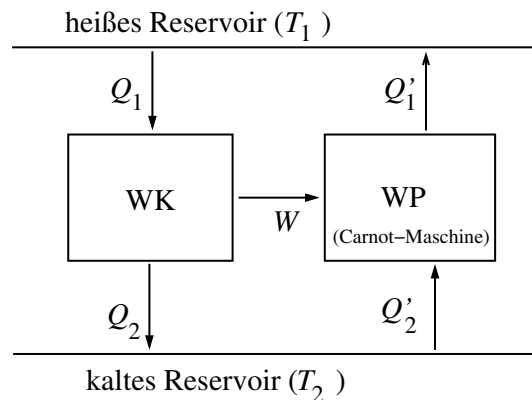 heißes Reservoir (T1)
Q1
Q1’
WK
W
WP
(Carnot–Maschine)
Q2
Q2’
kaltes Reservoir (T2)